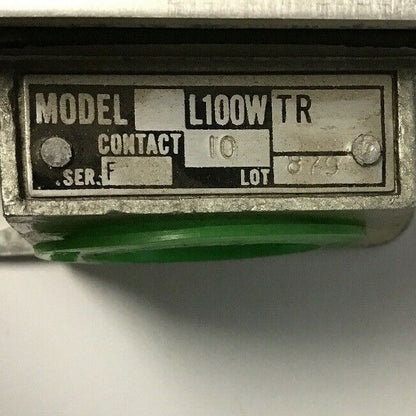 MODEL L100W TR
CONTACT 10
.SER. F LOT 879